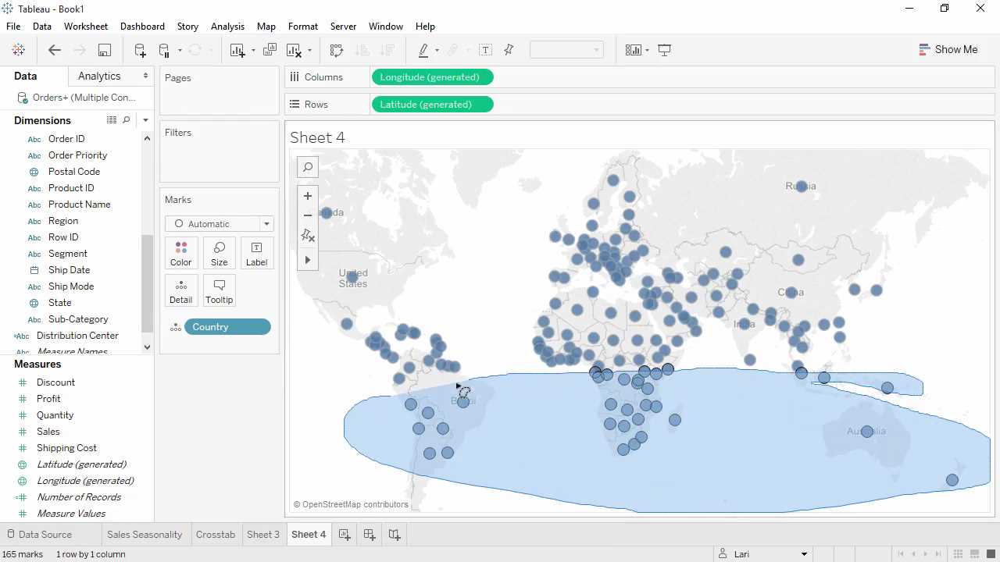 Tableau - Book1
File Data Worksheet Dashboard Story Analysis Map Format Server Window Help
Show Me
Data Analytics
Orders+ (Multiple Con...
Dimensions
Abc Order ID
Abc Order Priority
Postal Code
Abc Product ID
Abc Product Name
Abc Region
Abc Row ID
Abc Segment
Ship Date
Abc Ship Mode
State
Abc Sub-Category
=Abc Distribution Center
Abc Measure Names
Measures
Discount
Profit
Quantity
Sales
Shipping Cost
Latitude (generated)
Longitude (generated)
Number of Records
Measure Values
Pages
Filters
Marks
Automatic
Color Size Label
Detail Tooltip
Country
Columns Longitude (generated)
Rows Latitude (generated)
Sheet 4
Russia
United
States
China
India
Australia
© OpenStreetMap contributors
Data Source Sales Seasonality Crosstab Sheet 3 Sheet 4
165 marks 1 row by 1 column Lari